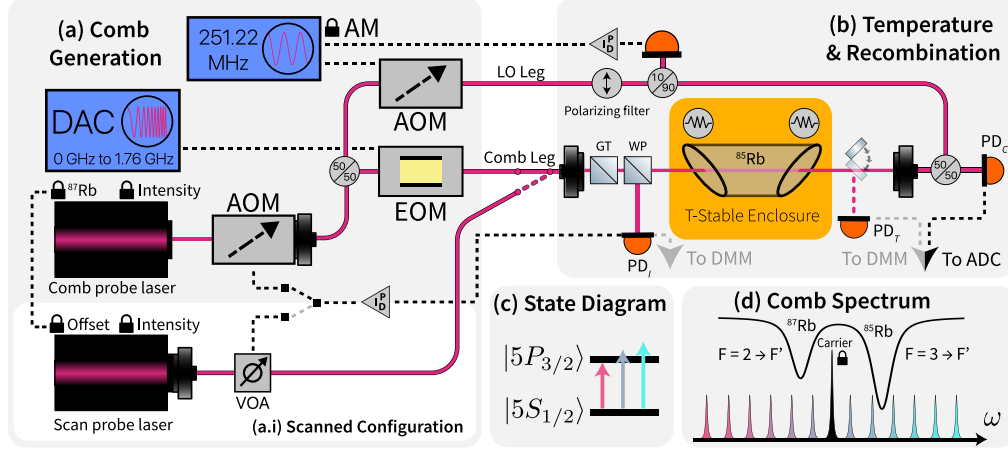 (a) Comb
Generation
251.22
MHz
AM
DAC
0 GHz to 1.76 GHz
⁸⁷Rb
Intensity
Comb probe laser
AOM
AOM
50
50
EOM
LO Leg
Comb Leg
P
I
D
Offset
Intensity
Scan probe laser
VOA
P
I
D
(a.i) Scanned Configuration
(b) Temperature
& Recombination
Polarizing filter
10
90
GT
WP
⁸⁵Rb
T-Stable Enclosure
PD_I
To DMM
PD_T
To DMM
50
50
PD_C
To ADC
(c) State Diagram
|5P₃/₂⟩
|5S₁/₂⟩
(d) Comb Spectrum
⁸⁷Rb
Carrier
⁸⁵Rb
F = 2 → F'
F = 3 → F'
ω